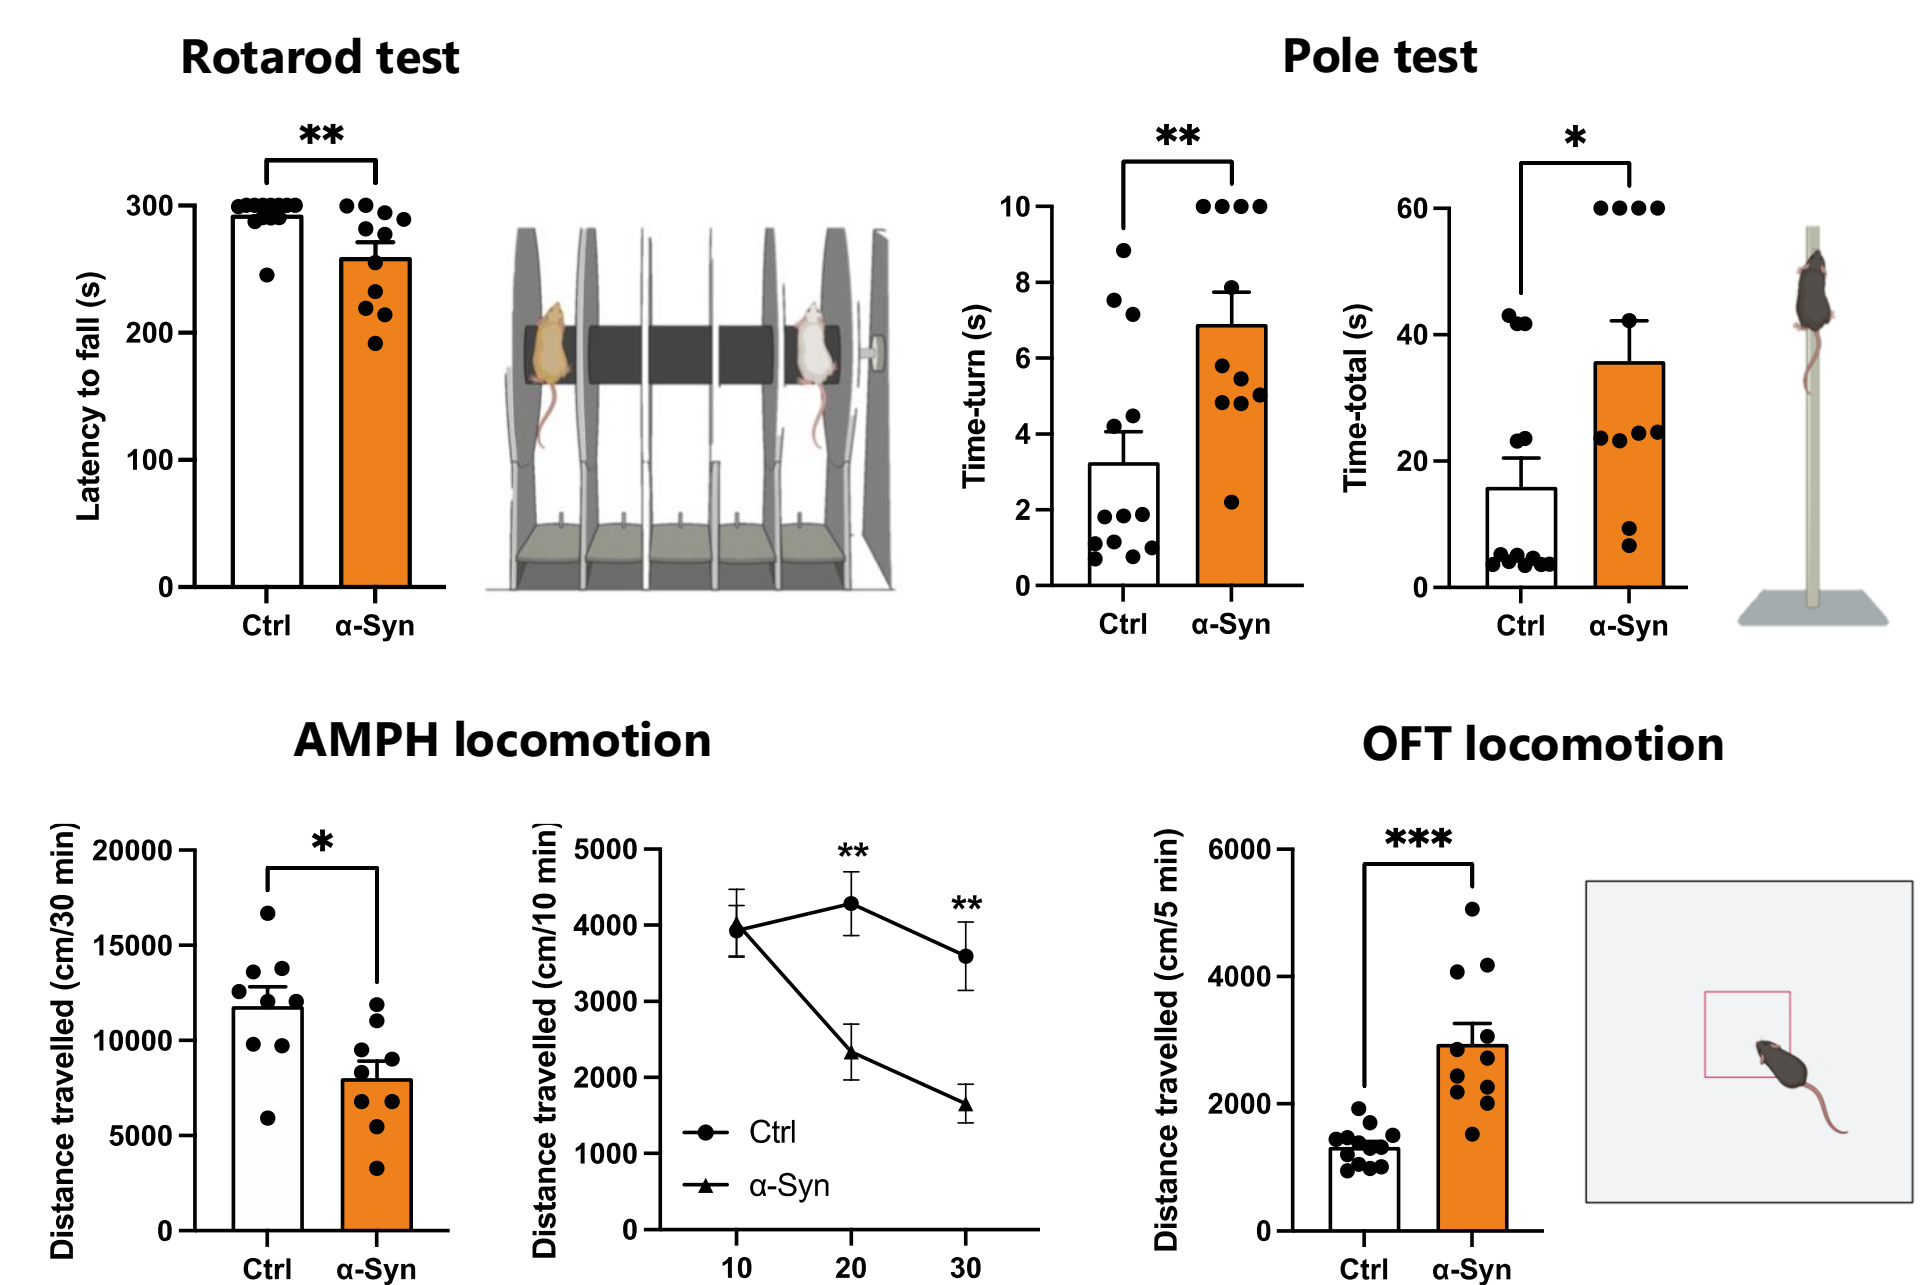 Rotarod test
Pole test
**
Latency to fall (s)
300
200
100
0
Ctrl
α-Syn
**
Time-turn (s)
10
8
6
4
2
0
Ctrl
α-Syn
*
Time-total (s)
60
40
20
0
Ctrl
α-Syn
AMPH locomotion
OFT locomotion
*
Distance travelled (cm/30 min)
20000
15000
10000
5000
0
Ctrl
α-Syn
Distance travelled (cm/10 min)
5000
4000
3000
2000
1000
0
**
**
Ctrl
α-Syn
10
20
30
***
Distance travelled (cm/5 min)
6000
4000
2000
0
Ctrl
α-Syn